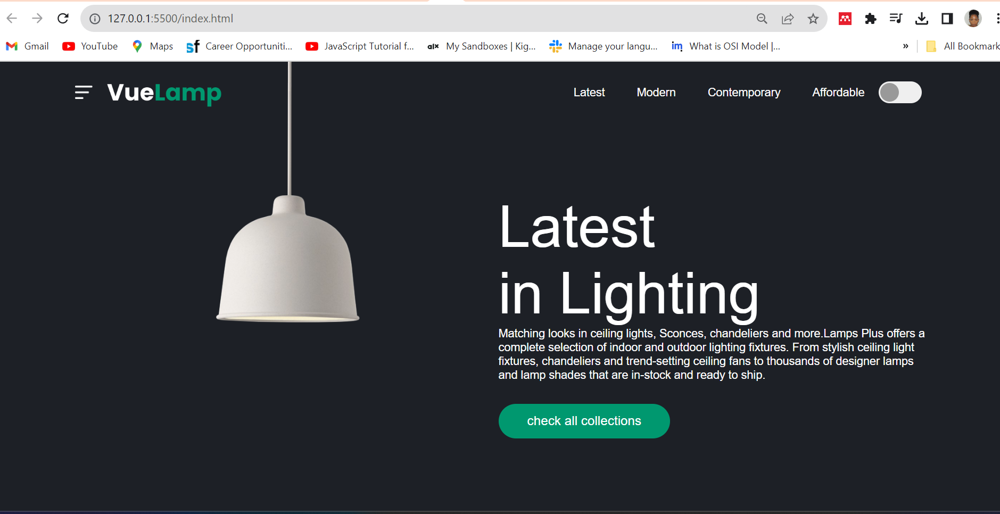 127.0.0.1:5500/index.html
Gmail
YouTube
Maps
Career Opportuniti...
JavaScript Tutorial f...
alx
My Sandboxes | Kig...
Manage your langu...
im
What is OSI Model |...
»
All Bookmark
VueLamp
Latest
Modern
Contemporary
Affordable
Latest
in Lighting
Matching looks in ceiling lights, Sconces, chandeliers and more.Lamps Plus offers a
complete selection of indoor and outdoor lighting fixtures. From stylish ceiling light
fixtures, chandeliers and trend-setting ceiling fans to thousands of designer lamps
and lamp shades that are in-stock and ready to ship.
check all collections